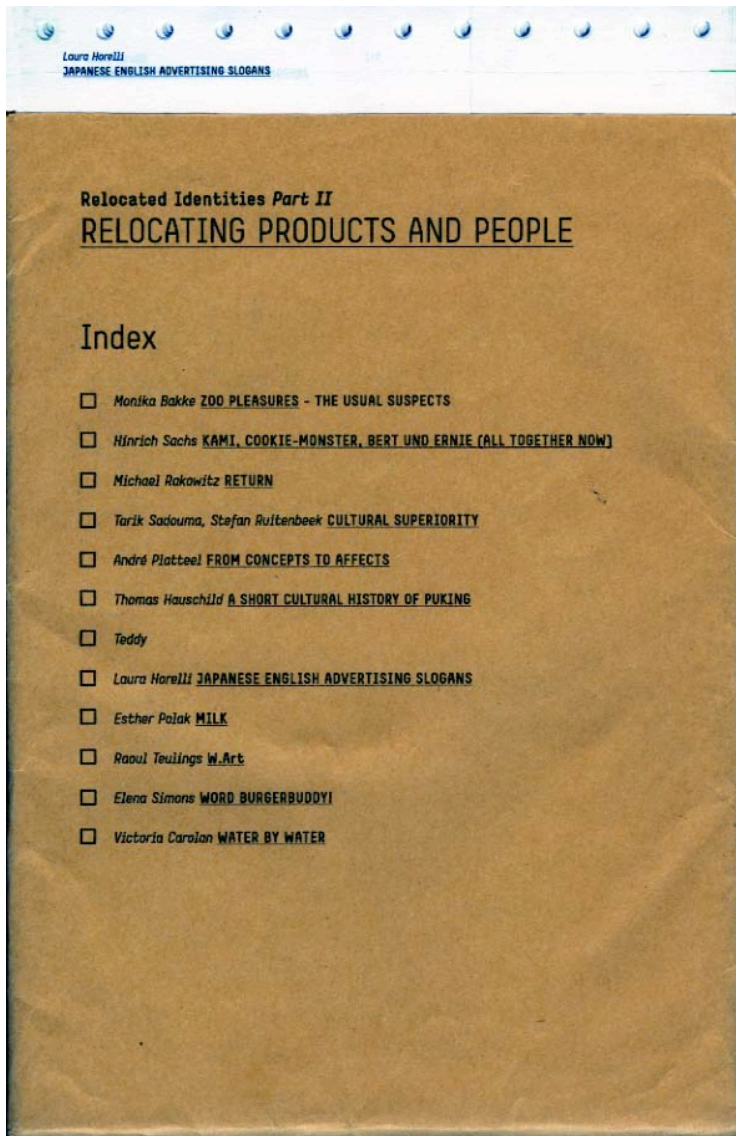 Laura Horelli
JAPANESE ENGLISH ADVERTISING SLOGANS
Relocated Identities Part II
RELOCATING PRODUCTS AND PEOPLE
Index
Monika Bakke ZOO PLEASURES - THE USUAL SUSPECTS
Hinrich Sachs KAMI, COOKIE-MONSTER, BERT UND ERNIE (ALL TOGETHER NOW)
Michael Rakowitz RETURN
Tarik Sadouma, Stefan Ruitenbeek CULTURAL SUPERIORITY
André Platteel FROM CONCEPTS TO AFFECTS
Thomas Hauschild A SHORT CULTURAL HISTORY OF PUKING
Teddy
Laura Horelli JAPANESE ENGLISH ADVERTISING SLOGANS
Esther Polak MILK
Raoul Teulings W.Art
Elena Simons WORD BURGERBUDDY!
Victoria Carolan WATER BY WATER